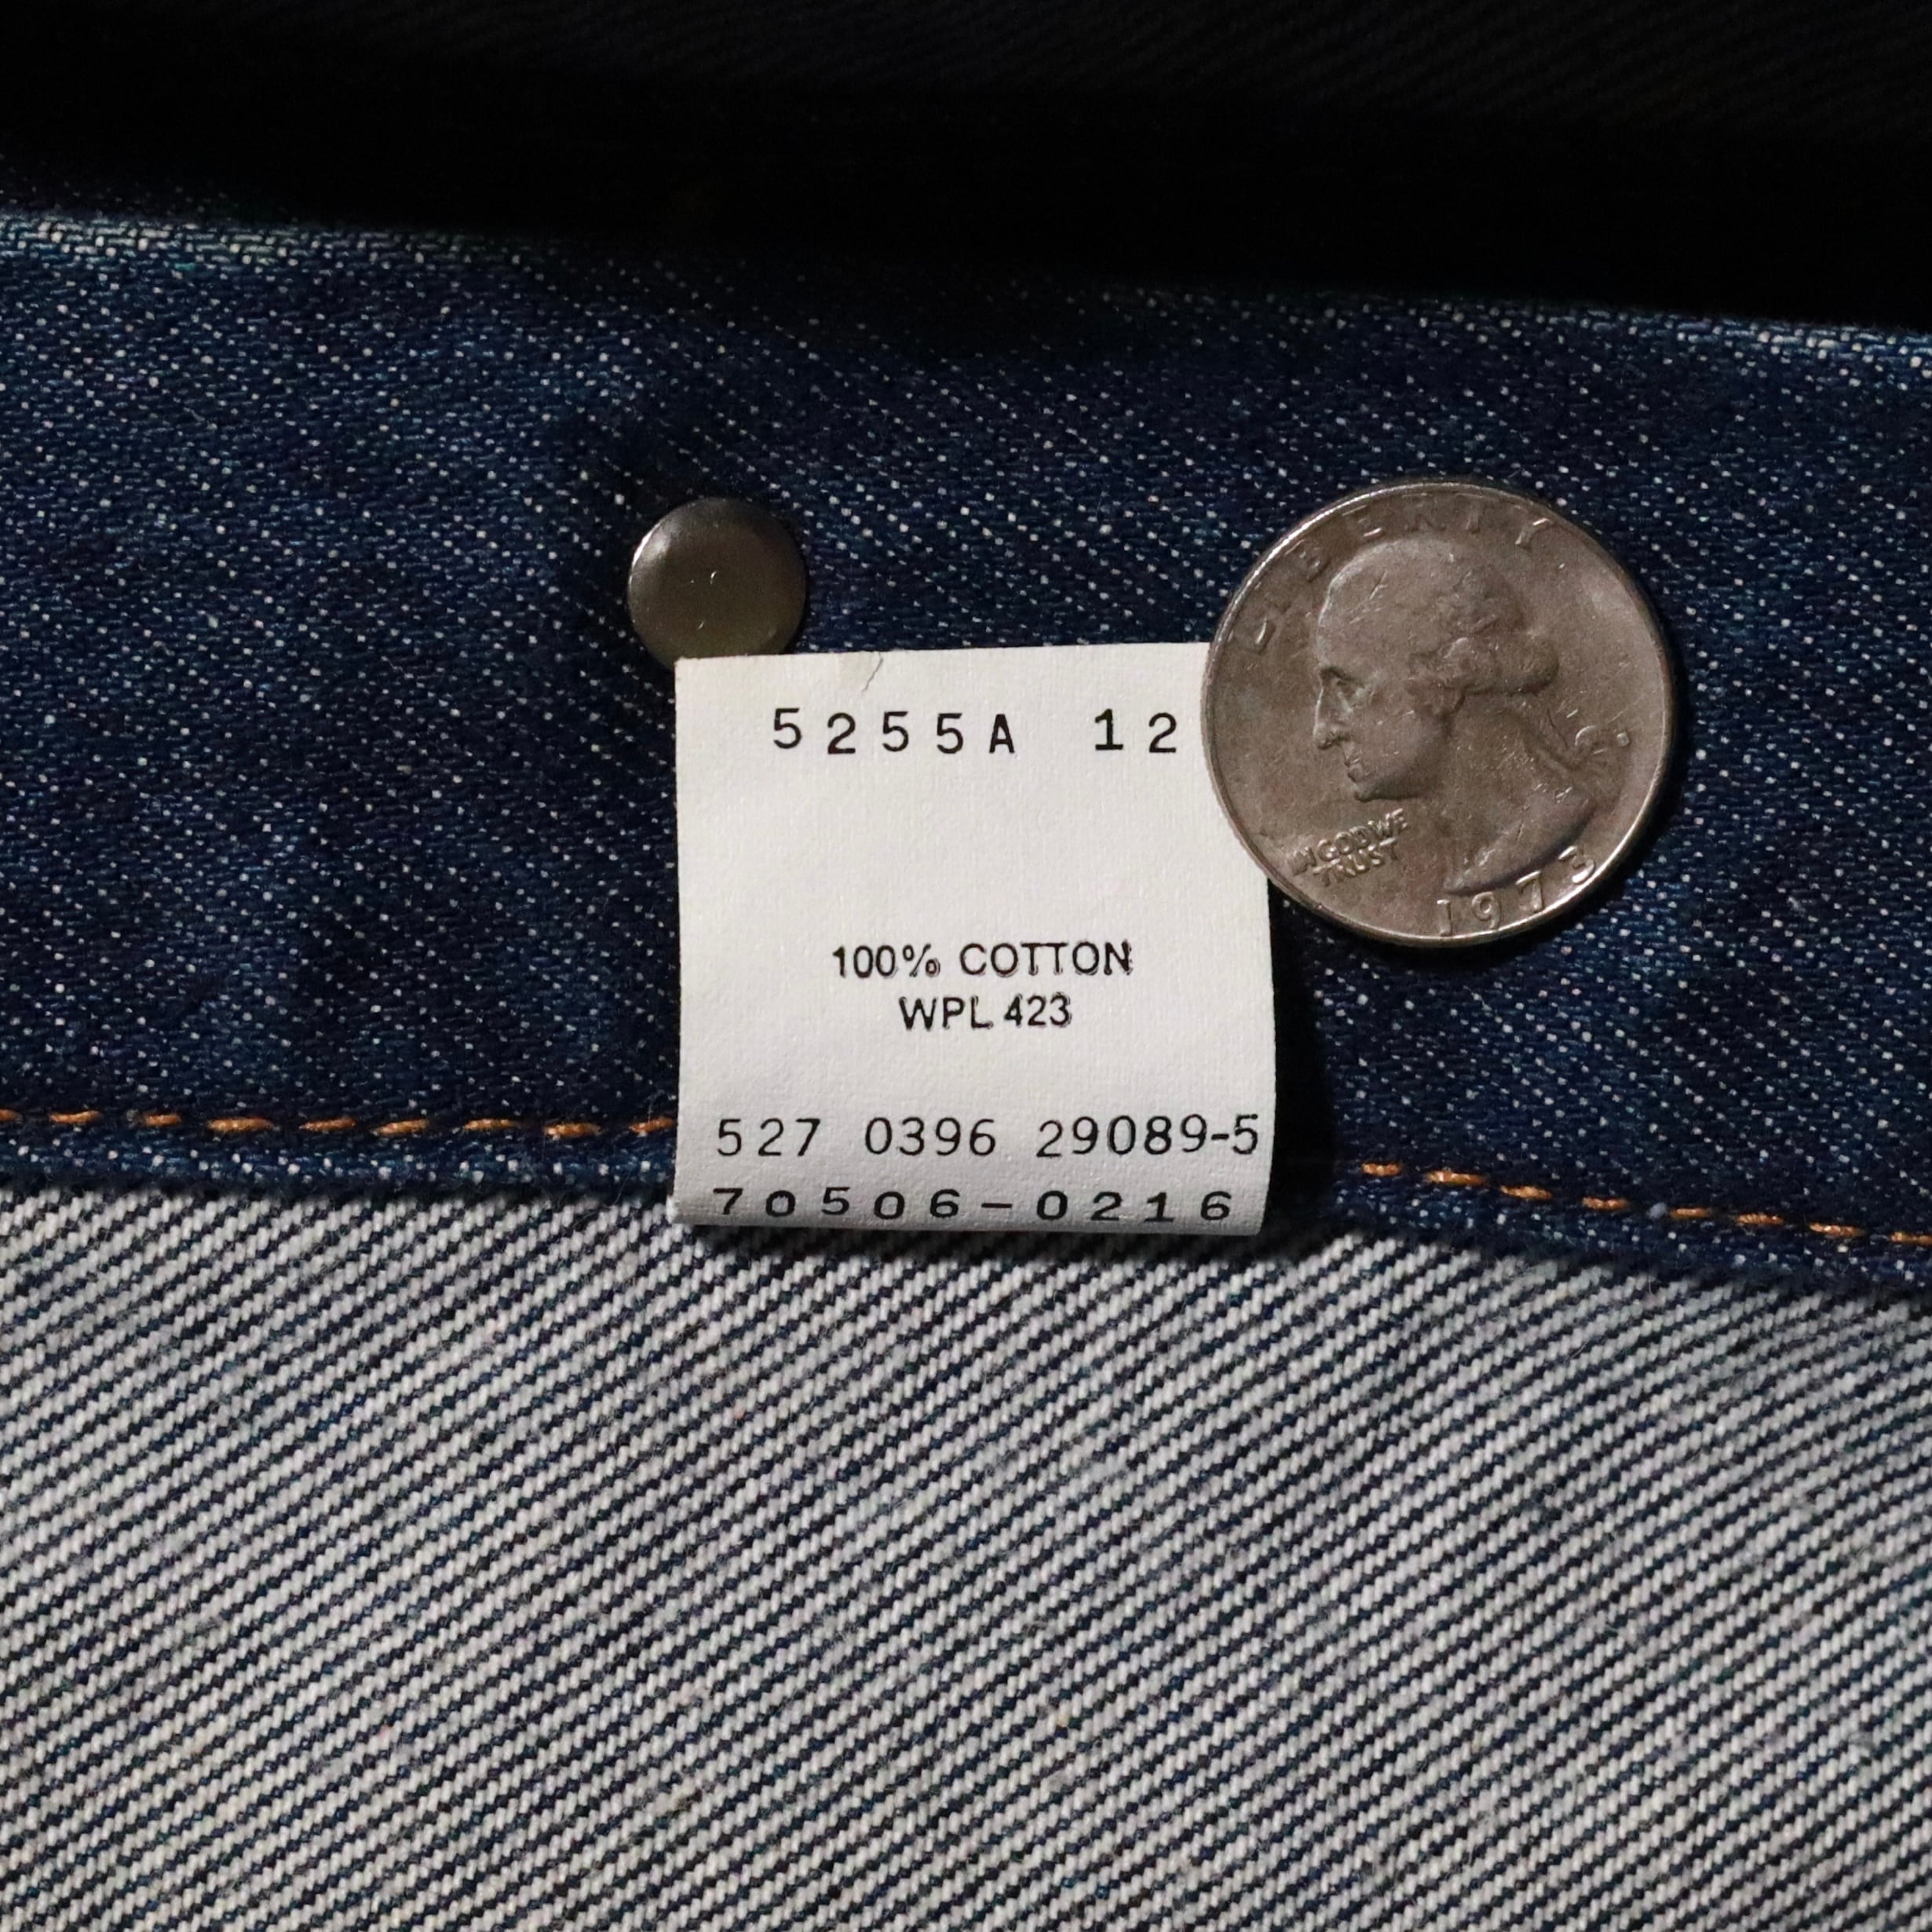 5255A 12
100% COTTON
WPL 423
527 0396 29089-5
70506-0216
LIBERTY
IN GOD WE
TRUST
1973